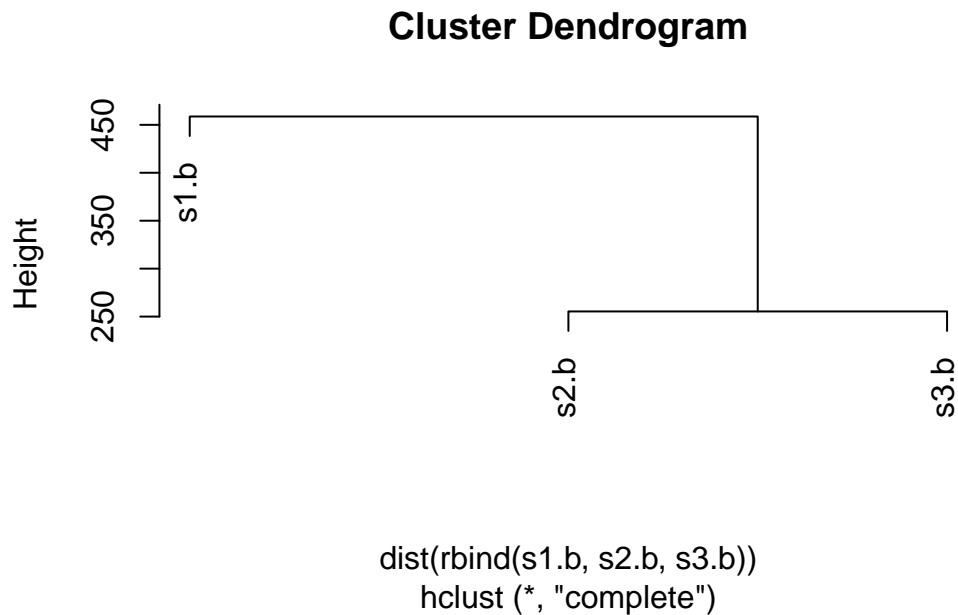 Cluster Dendrogram
Height
450
350
250
s1.b
s2.b
s3.b
dist(rbind(s1.b, s2.b, s3.b))
hclust (*, "complete")